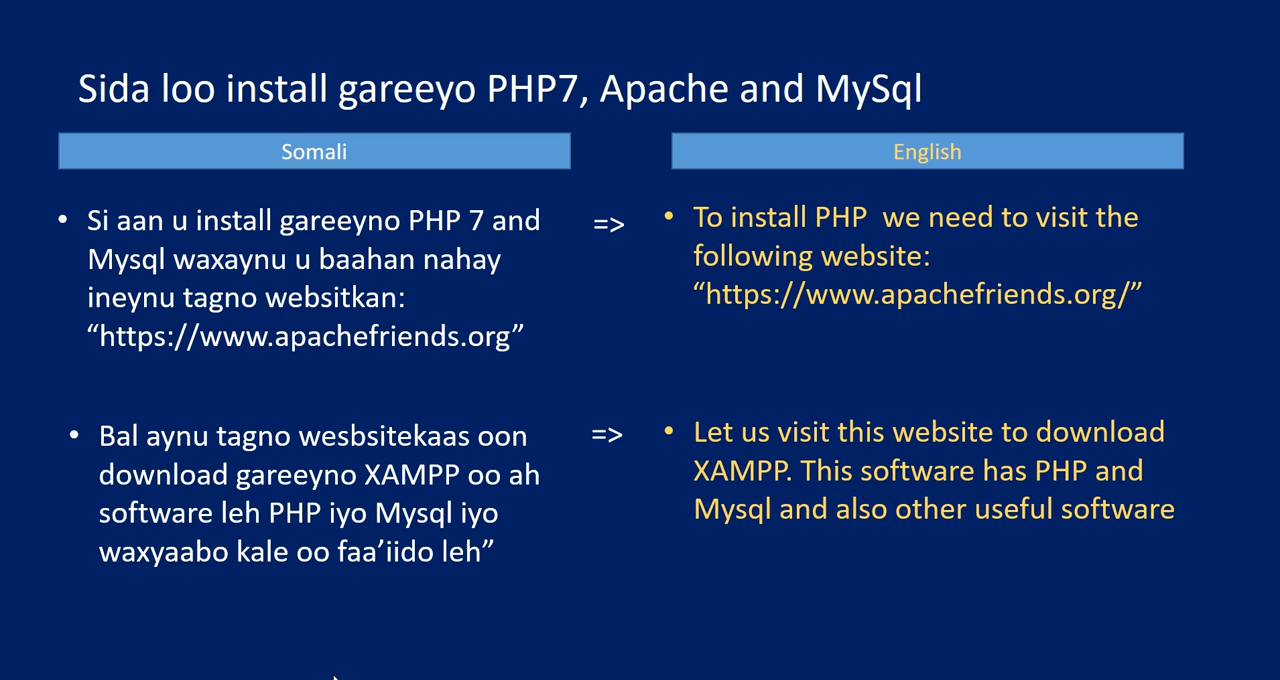 Sida loo install gareeyo PHP7, Apache and MySql
Somali
English
• Si aan u install gareeyno PHP 7 and
Mysql waxaynu u baahan nahay
ineynu tagno websitkan:
“https://www.apachefriends.org”
=>
• To install PHP  we need to visit the
following website:
“https://www.apachefriends.org/”
• Bal aynu tagno wesbsitekaas oon
download gareeyno XAMPP oo ah
software leh PHP iyo Mysql iyo
waxyaabo kale oo faa’iido leh”
=>
• Let us visit this website to download
XAMPP. This software has PHP and
Mysql and also other useful software